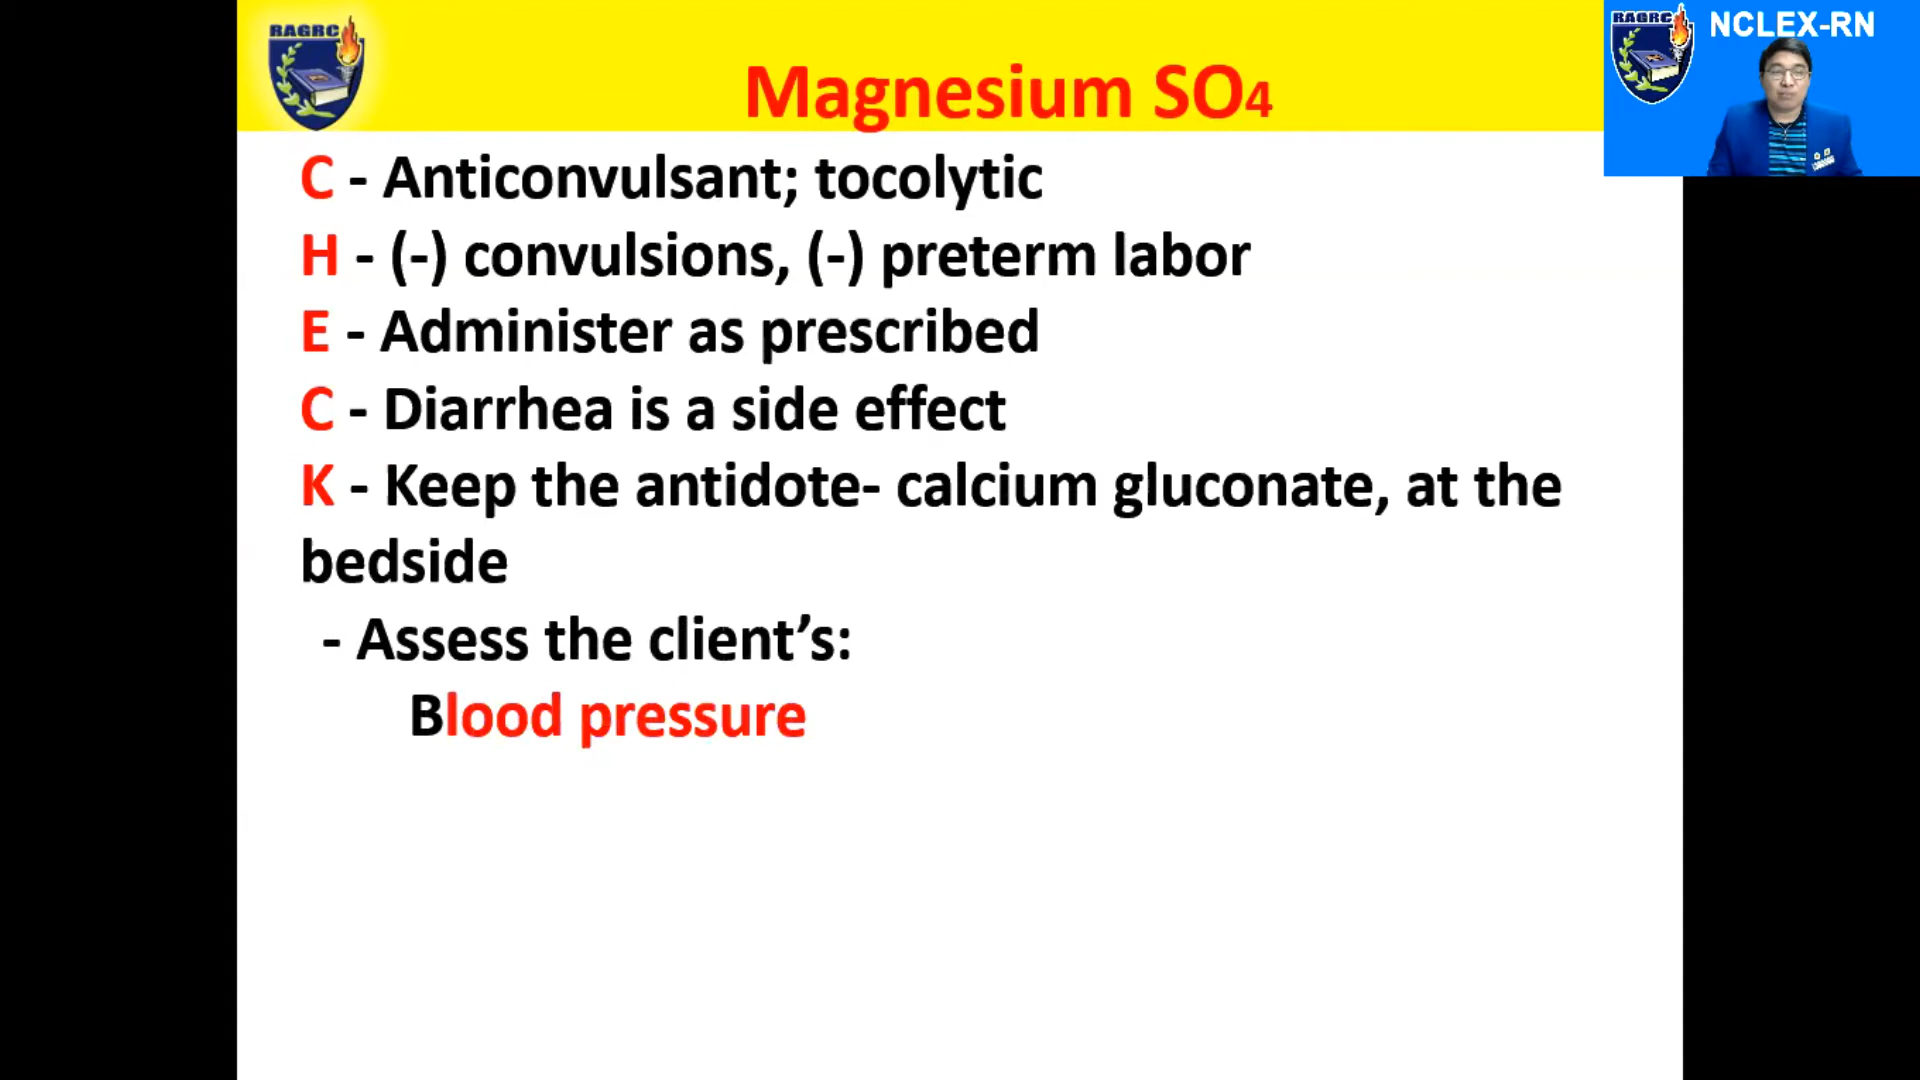 RAGRC
Magnesium SO4
RAGRC
NCLEX-RN
C - Anticonvulsant; tocolytic
H - (-) convulsions, (-) preterm labor
E - Administer as prescribed
C - Diarrhea is a side effect
K - Keep the antidote- calcium gluconate, at the
bedside
- Assess the client’s:
Blood pressure